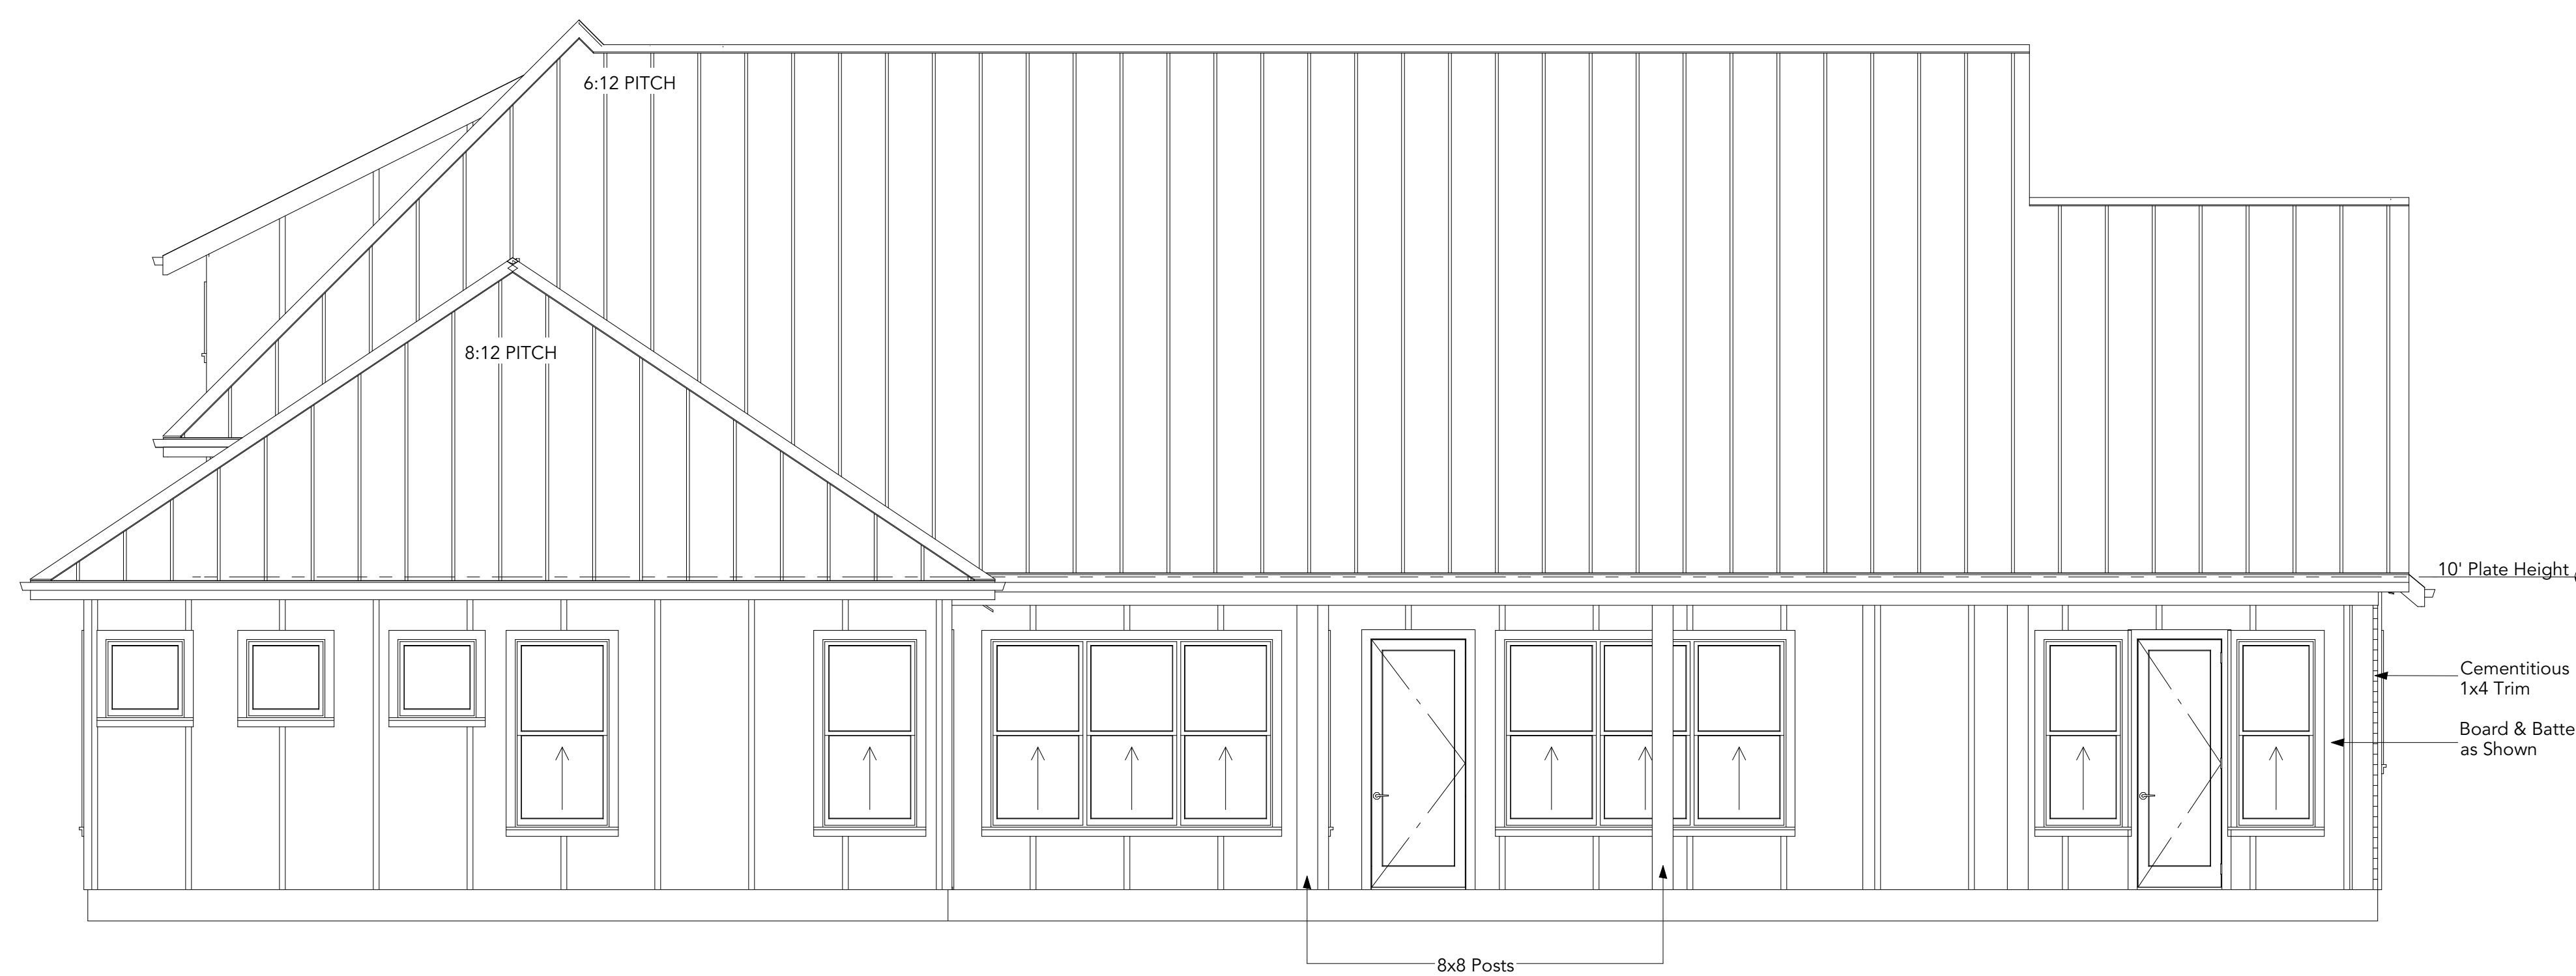 6:12 PITCH
8:12 PITCH
10' Plate Height
Cementitious
1x4 Trim
Board & Batte
as Shown
8x8 Posts